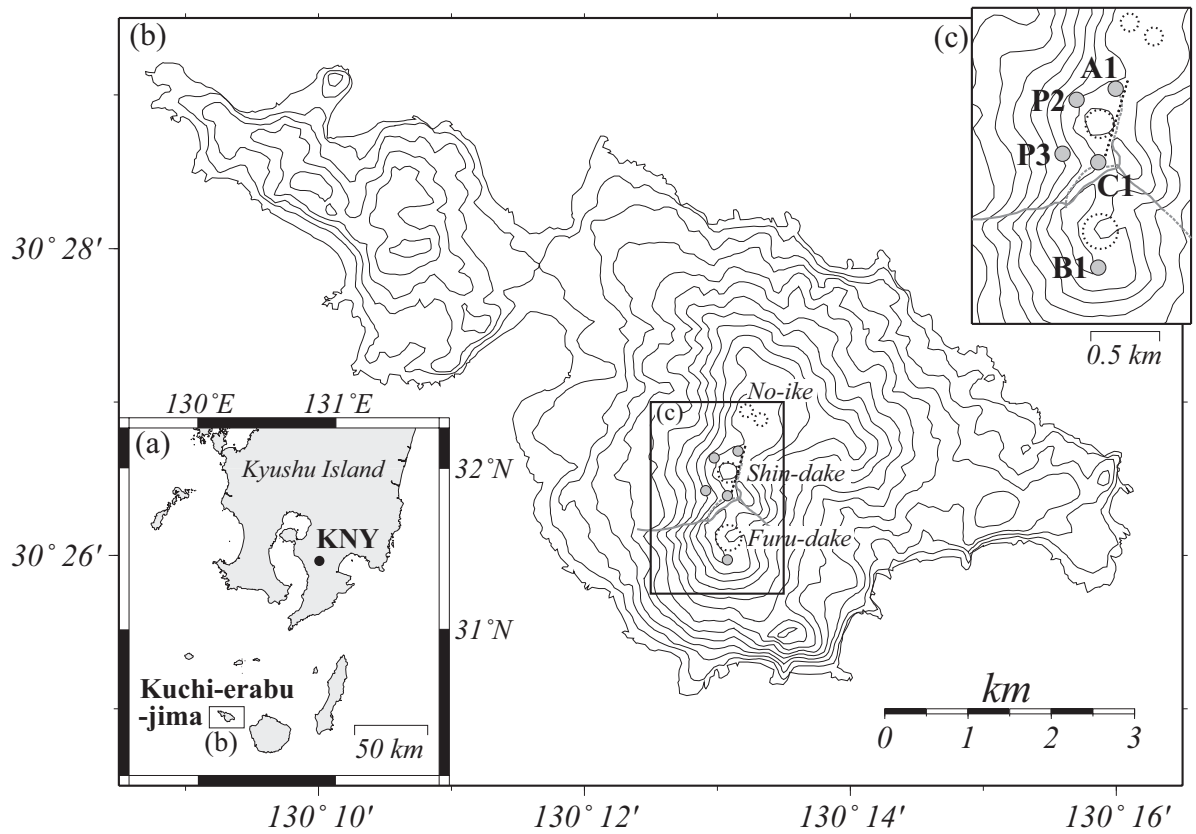 (b)
(c)
A1
P2
P3
C1
B1
0.5 km
30° 28'
30° 26'
No-ike
(c)
Shin-dake
Furu-dake
130°E 131°E
(a)
Kyushu Island
32°N
KNY
31°N
Kuchi-erabu
-jima
(b)
50 km
km
0 1 2 3
130° 10' 130° 12' 130° 14' 130° 16'